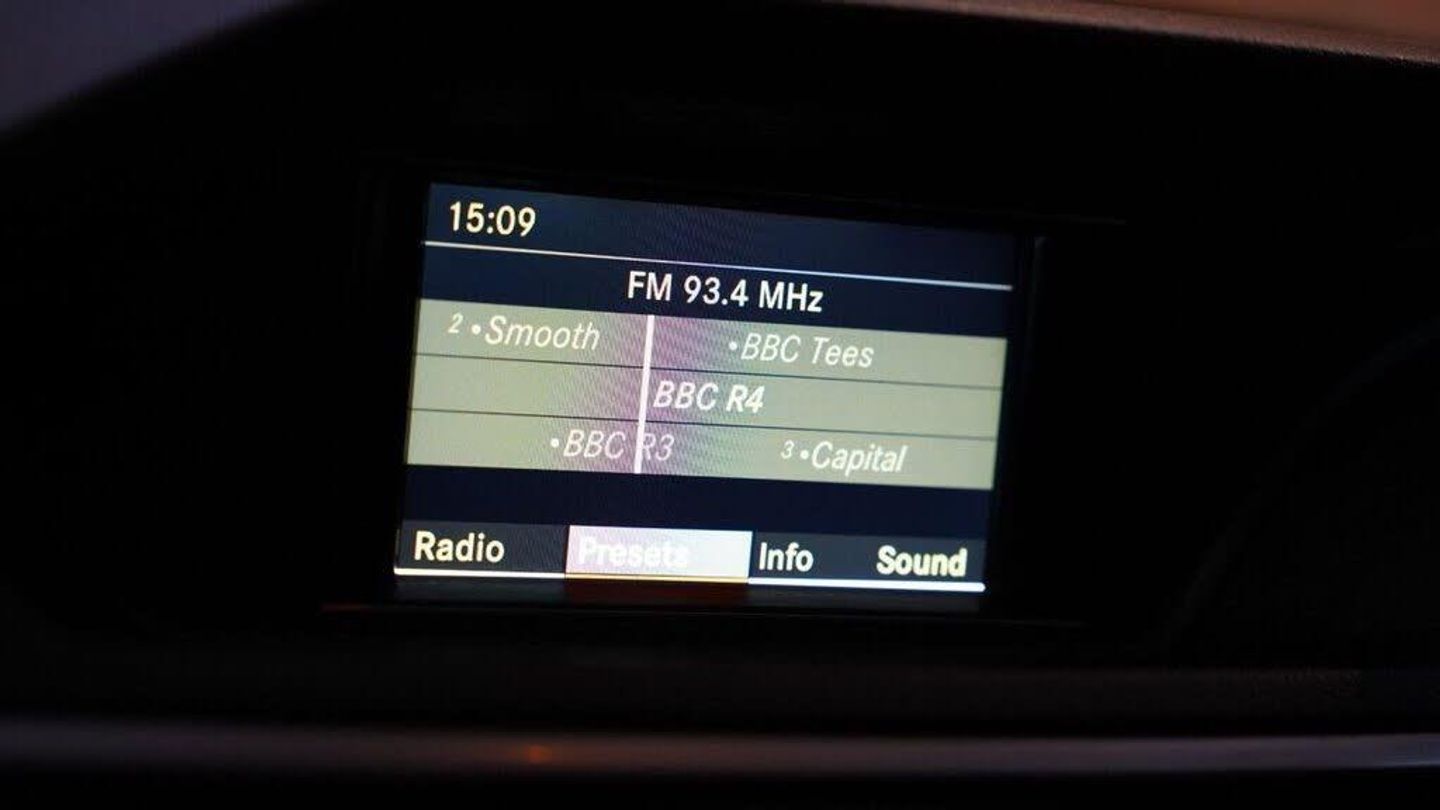 15:09
FM 93.4 MHz
2 •Smooth •BBC Tees
BBC R4
•BBC R3 3 •Capital
Radio Presets Info Sound